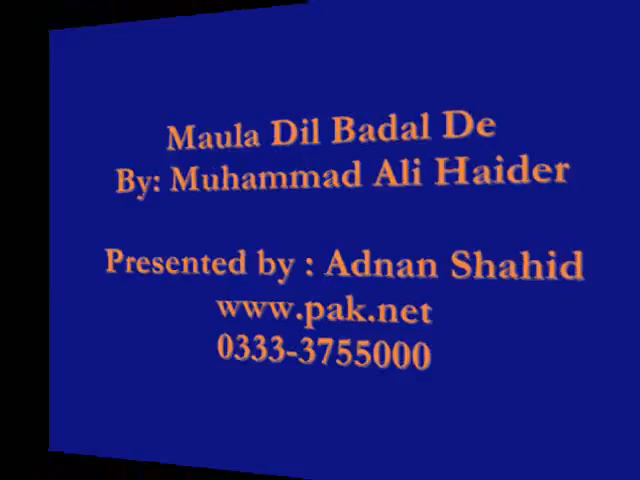 Maula Dil Badal De
By: Muhammad Ali Haider
Presented by : Adnan Shahid
www.pak.net
0333-3755000